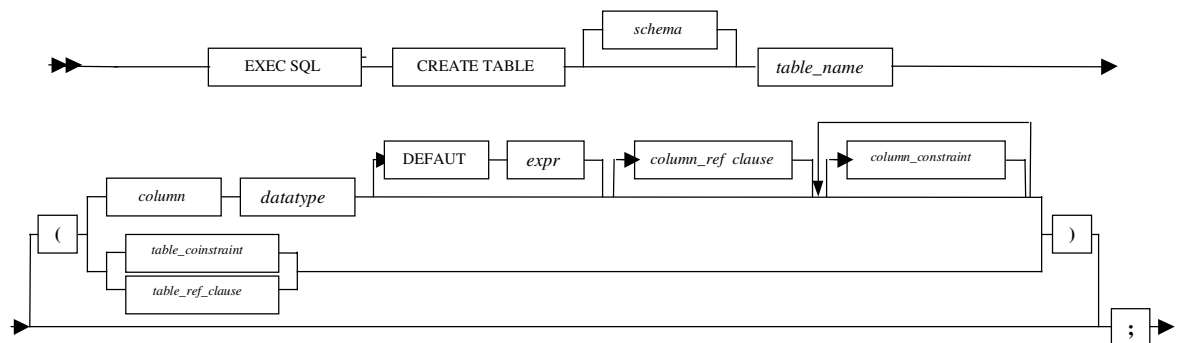 schema
EXEC SQL CREATE TABLE table_name
DEFAUT expr column_ref clause column_constraint
column datatype
( )
table_coinstraint
table_ref_clause
;